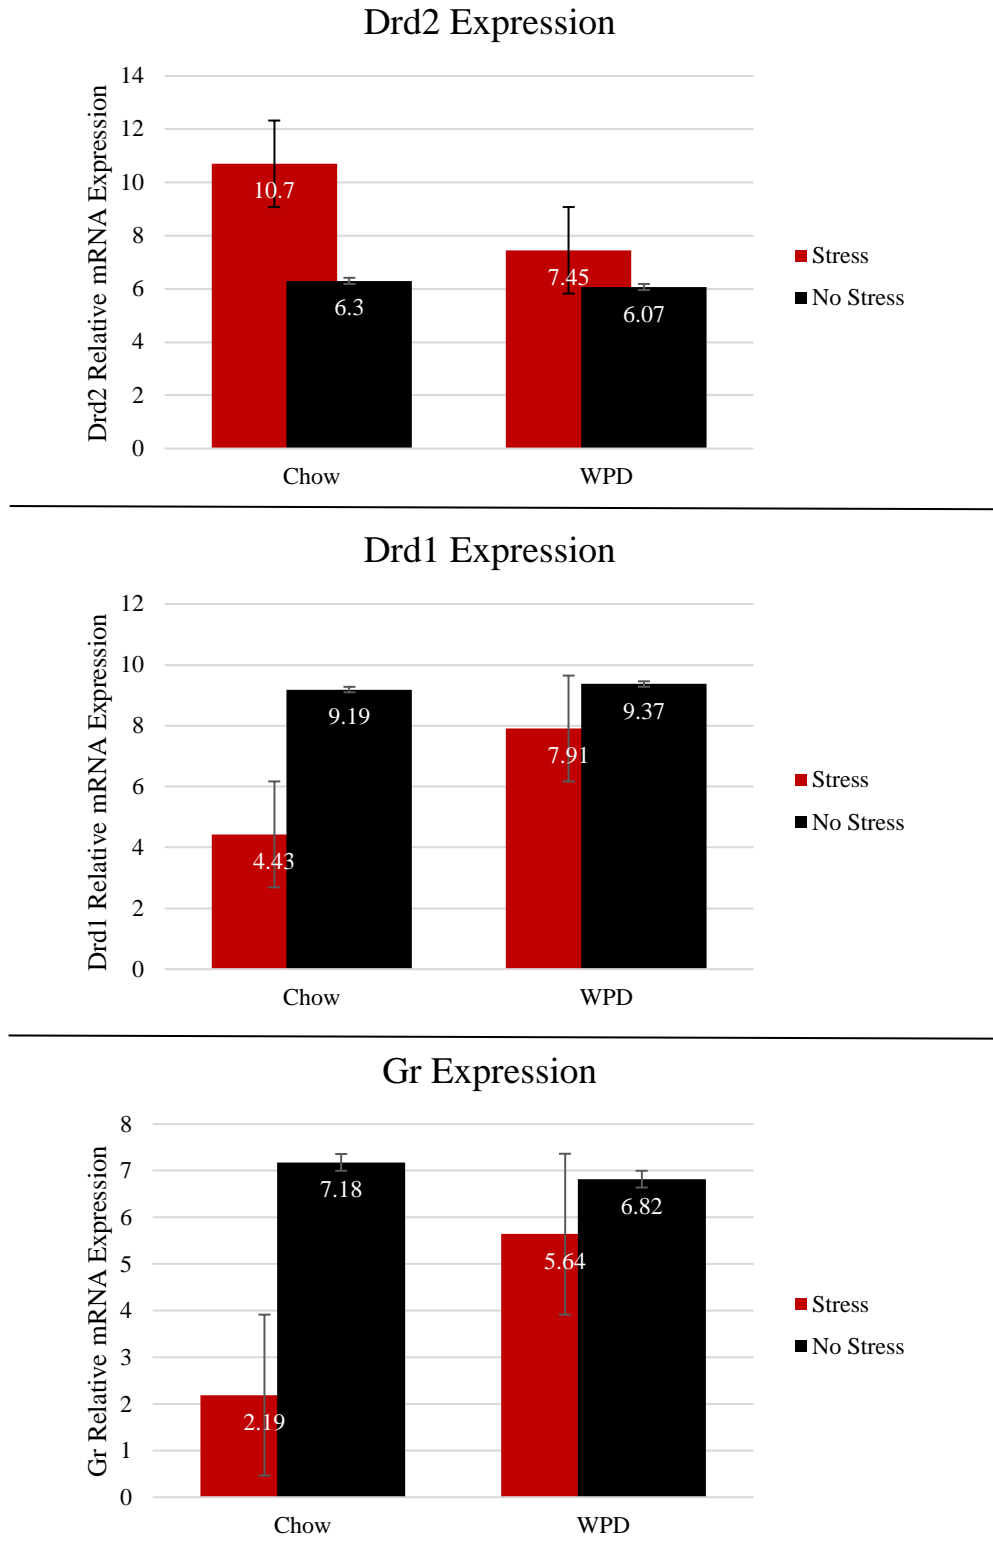 Drd2 Expression
Drd2 Relative mRNA Expression
14
12
10
8
6
4
2
0
10.7
6.3
7.45
6.07
Chow
WPD
Stress
No Stress
Drd1 Expression
Drd1 Relative mRNA Expression
12
10
8
6
4
2
0
4.43
9.19
7.91
9.37
Chow
WPD
Stress
No Stress
Gr Expression
Gr Relative mRNA Expression
8
7
6
5
4
3
2
1
0
2.19
7.18
5.64
6.82
Chow
WPD
Stress
No Stress